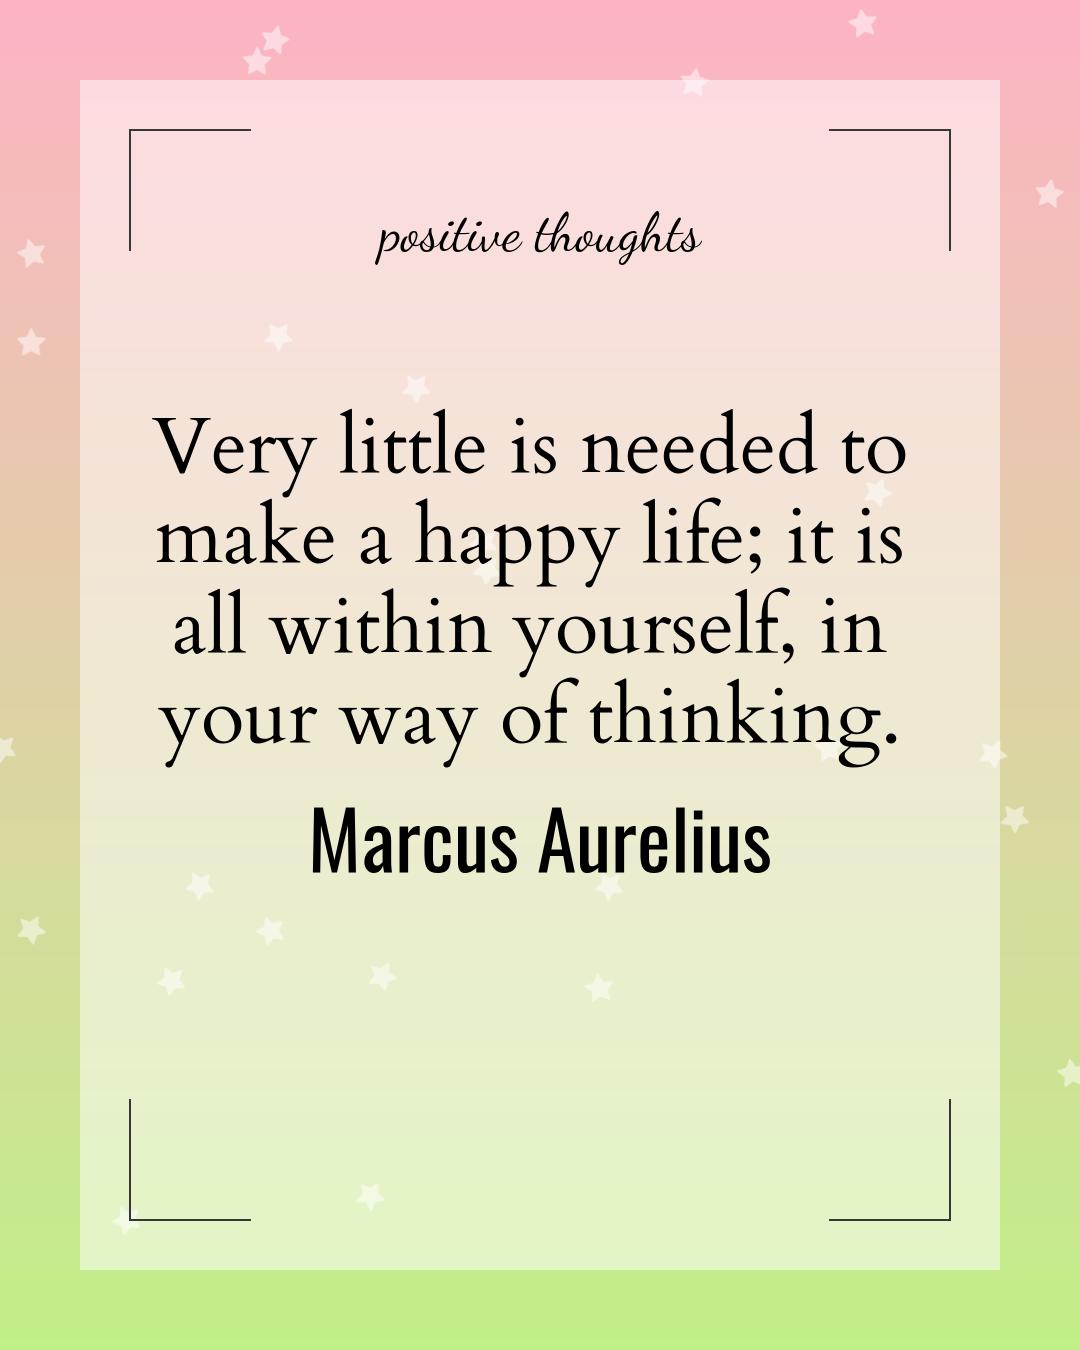 positive thoughts
Very little is needed to
make a happy life; it is
all within yourself, in
your way of thinking.
Marcus Aurelius